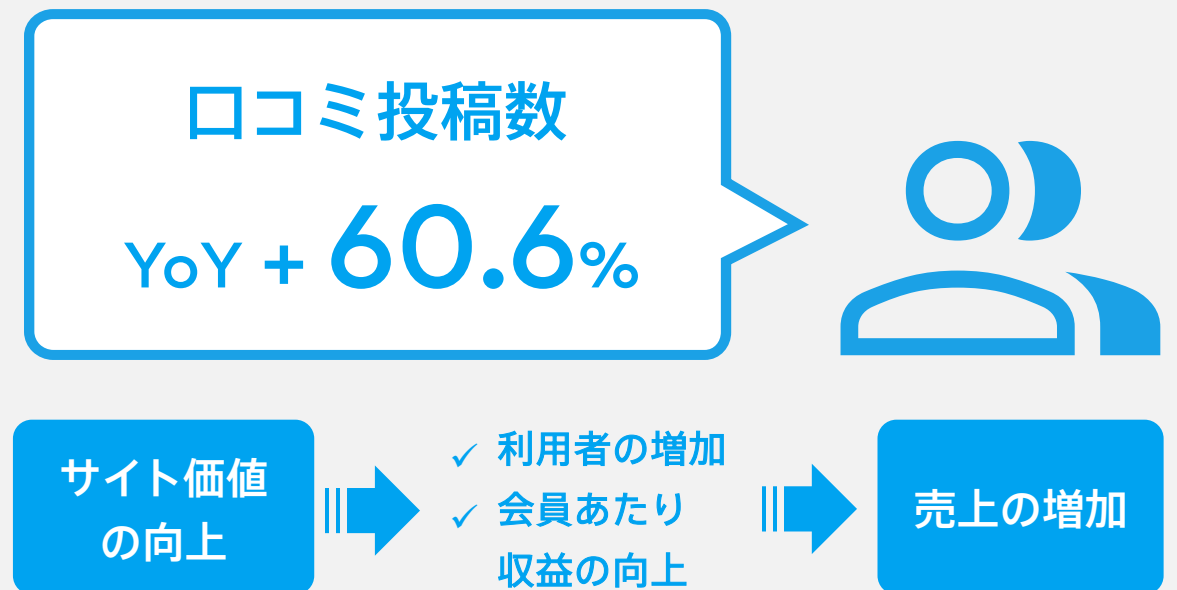 口コミ投稿数
YoY + 60.6%
サイト価値
の向上
✓ 利用者の増加
✓ 会員あたり
収益の向上
売上の増加